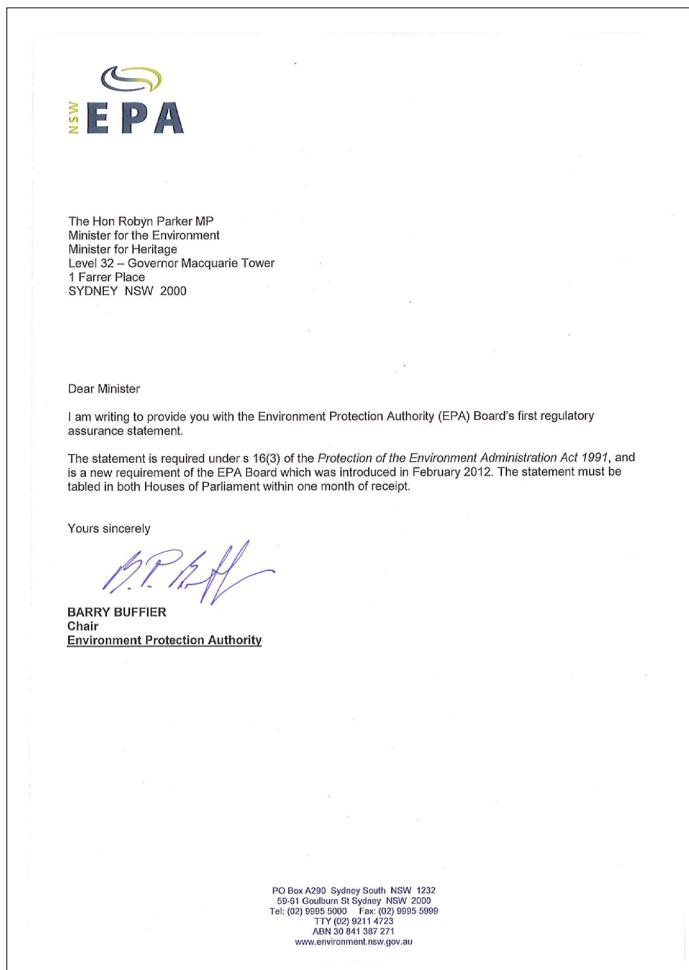 NSW EPA
The Hon Robyn Parker MP
Minister for the Environment
Minister for Heritage
Level 32 – Governor Macquarie Tower
1 Farrer Place
SYDNEY NSW 2000
Dear Minister
I am writing to provide you with the Environment Protection Authority (EPA) Board's first regulatory
assurance statement.
The statement is required under s 16(3) of the Protection of the Environment Administration Act 1991, and
is a new requirement of the EPA Board which was introduced in February 2012. The statement must be
tabled in both Houses of Parliament within one month of receipt.
Yours sincerely
BARRY BUFFIER
Chair
Environment Protection Authority
PO Box A290 Sydney South NSW 1232
59-61 Goulburn St Sydney NSW 2000
Tel: (02) 9995 5000 Fax: (02) 9995 5999
TTY (02) 9211 4723
ABN 30 841 387 271
www.environment.nsw.gov.au